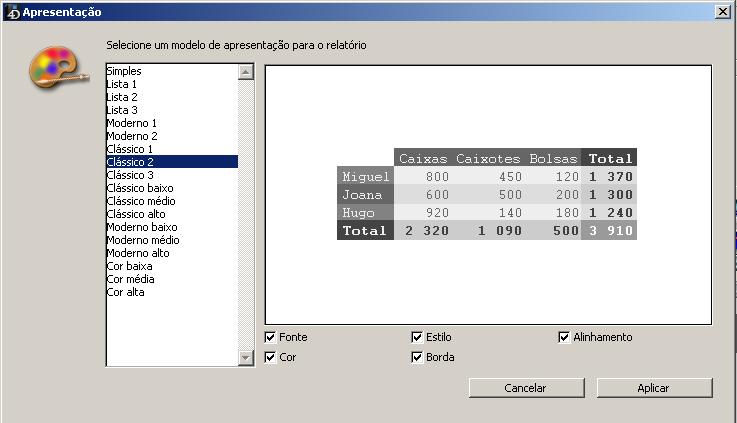 Apresentação
Selecione um modelo de apresentação para o relatório
Simples
Lista 1
Lista 2
Lista 3
Moderno 1
Moderno 2
Clássico 1
Clássico 2
Clássico 3
Clássico baixo
Clássico médio
Clássico alto
Moderno baixo
Moderno médio
Moderno alto
Cor baixa
Cor média
Cor alta
Caixas Caixotes Bolsas Total
Miguel 800 450 120 1 370
Joana 600 500 200 1 300
Hugo 920 140 180 1 240
Total 2 320 1 090 500 3 910
Fonte Estilo Alinhamento
Cor Borda
Cancelar Aplicar